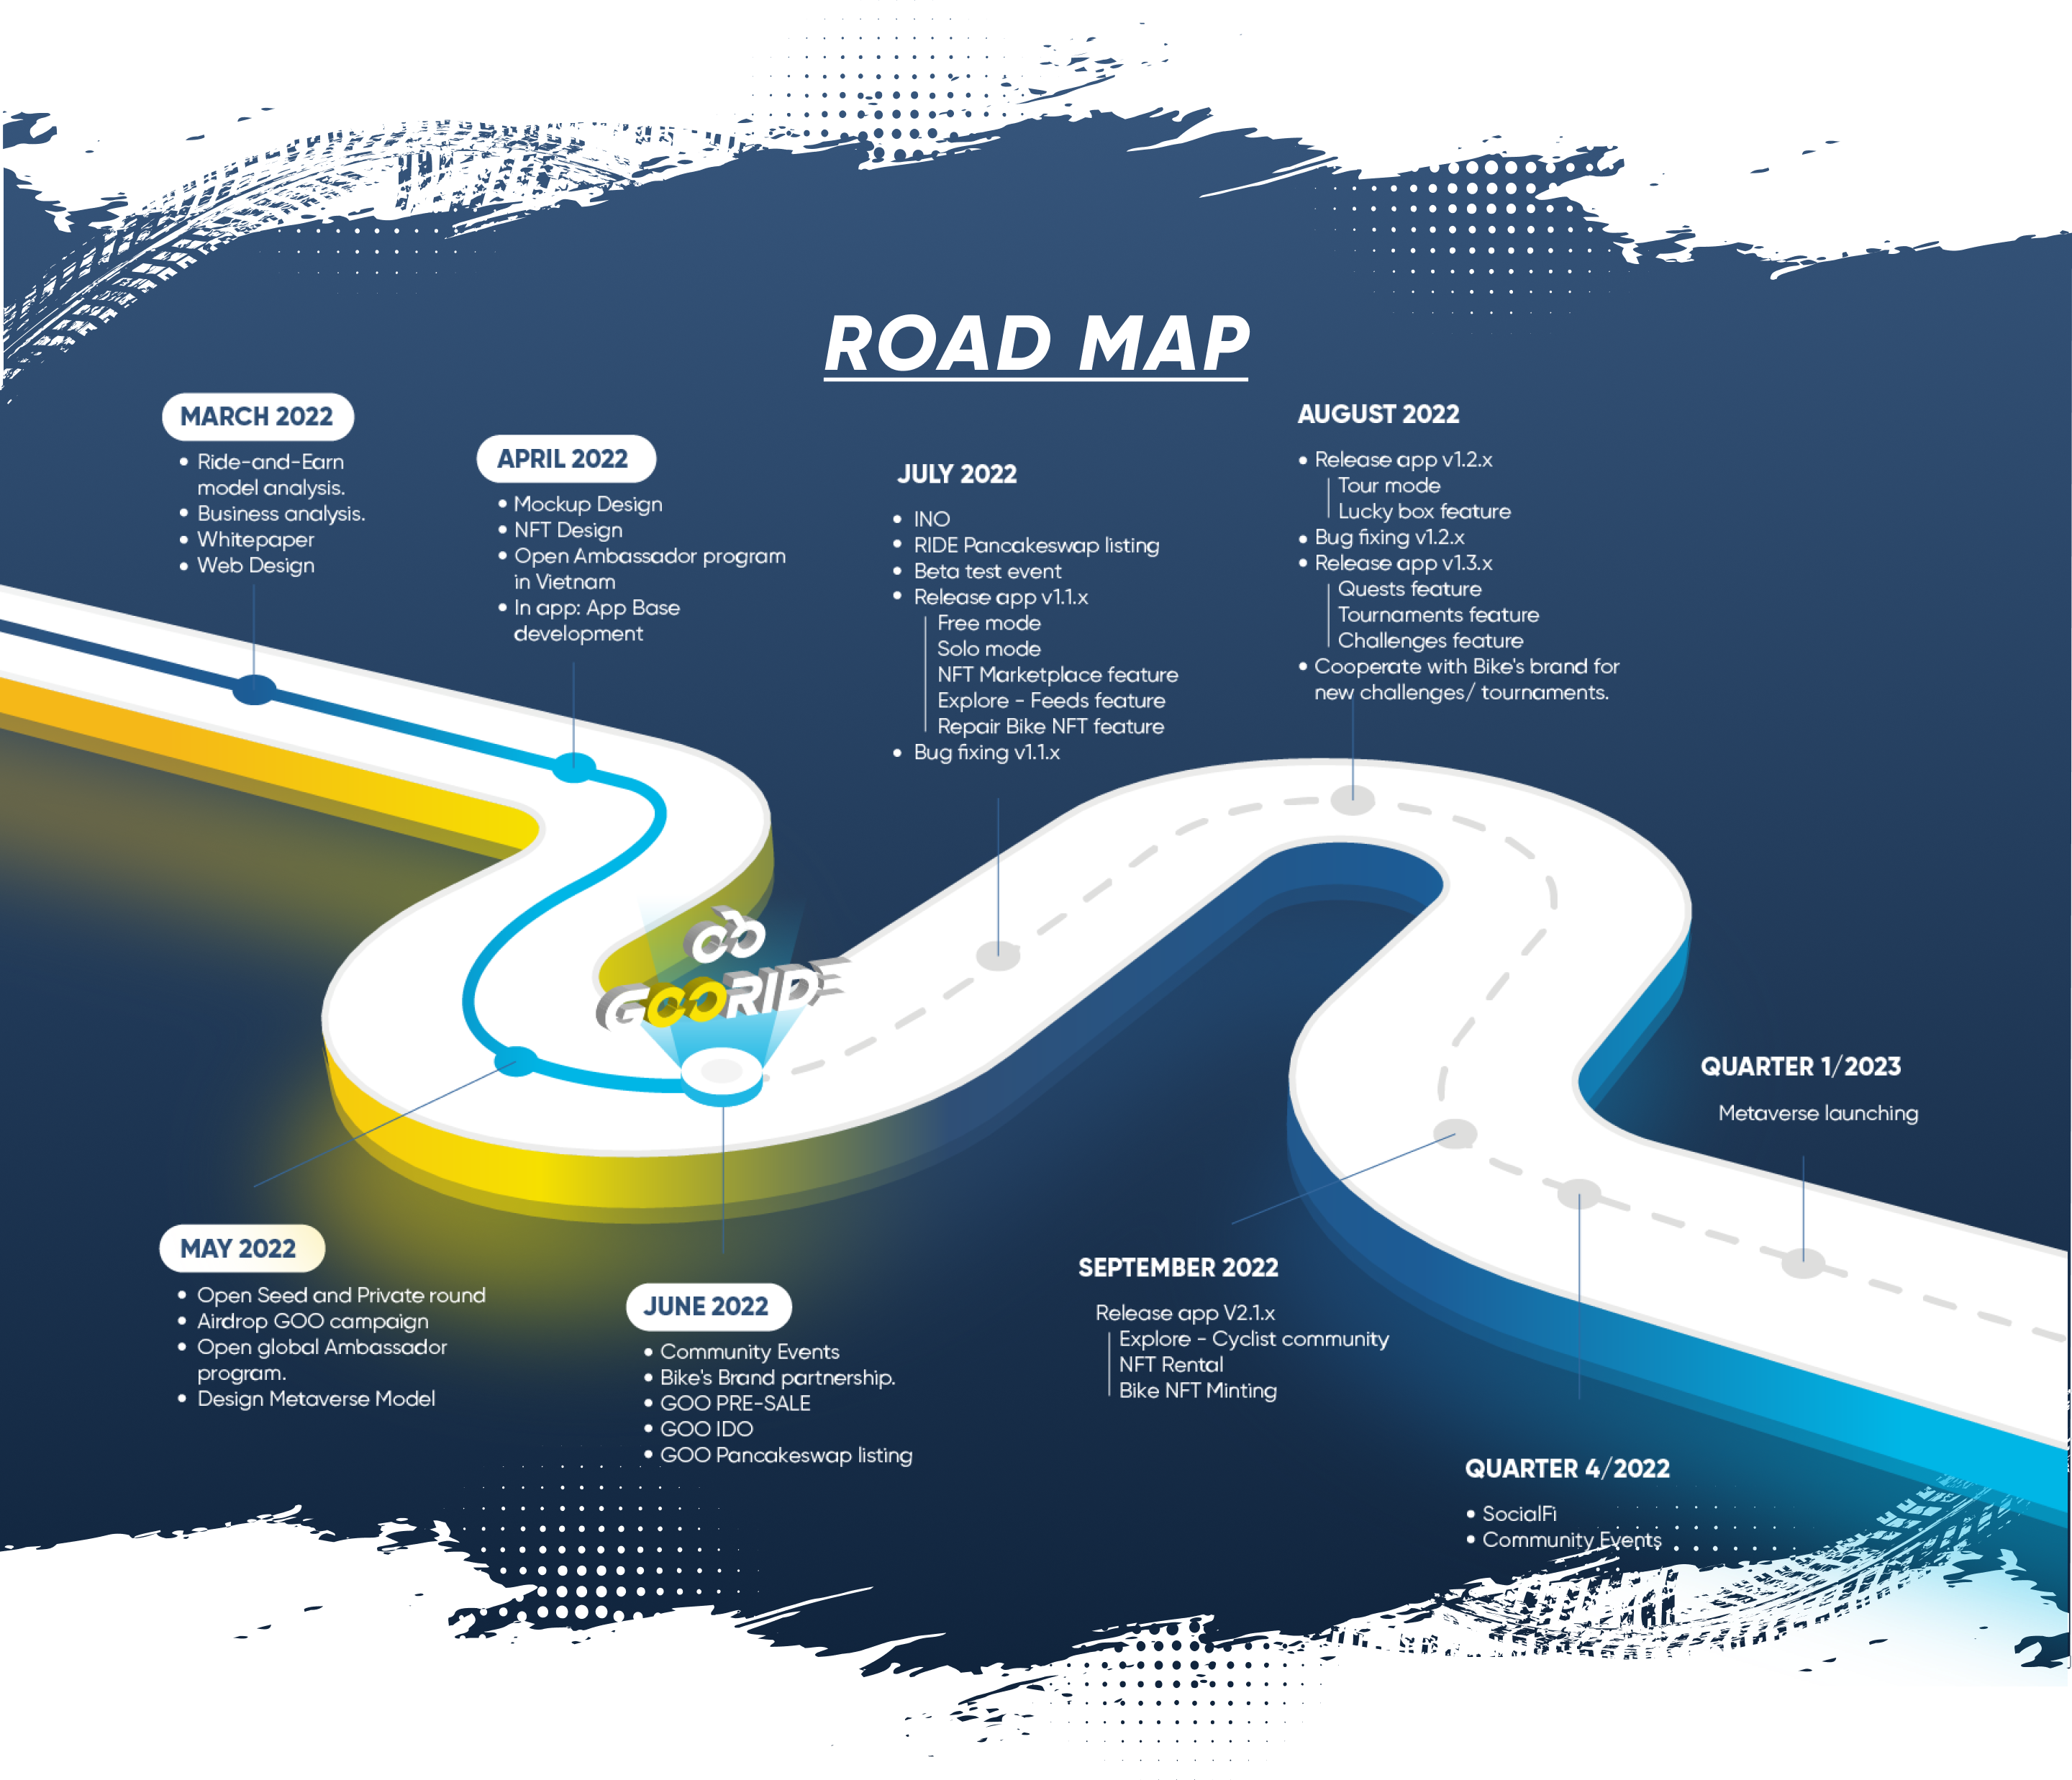 ROAD MAP
MARCH 2022
• Ride-and-Earn
model analysis.
• Business analysis.
• Whitepaper
• Web Design
APRIL 2022
• Mockup Design
• NFT Design
• Open Ambassador program
in Vietnam
• In app: App Base
development
JULY 2022
• INO
• RIDE Pancakeswap listing
• Beta test event
• Release app v1.1.x
Free mode
Solo mode
NFT Marketplace feature
Explore - Feeds feature
Repair Bike NFT feature
• Bug fixing v1.1.x
AUGUST 2022
• Release app v1.2.x
Tour mode
Lucky box feature
• Bug fixing v1.2.x
• Release app v1.3.x
Quests feature
Tournaments feature
Challenges feature
• Cooperate with Bike's brand for
new challenges/ tournaments.
GOORIDE
MAY 2022
• Open Seed and Private round
• Airdrop GOO campaign
• Open global Ambassador
program.
• Design Metaverse Model
JUNE 2022
• Community Events
• Bike's Brand partnership.
• GOO PRE-SALE
• GOO IDO
• GOO Pancakeswap listing
SEPTEMBER 2022
Release app V2.1.x
Explore - Cyclist community
NFT Rental
Bike NFT Minting
QUARTER 4/2022
• SocialFi
• Community Events
QUARTER 1/2023
Metaverse launching